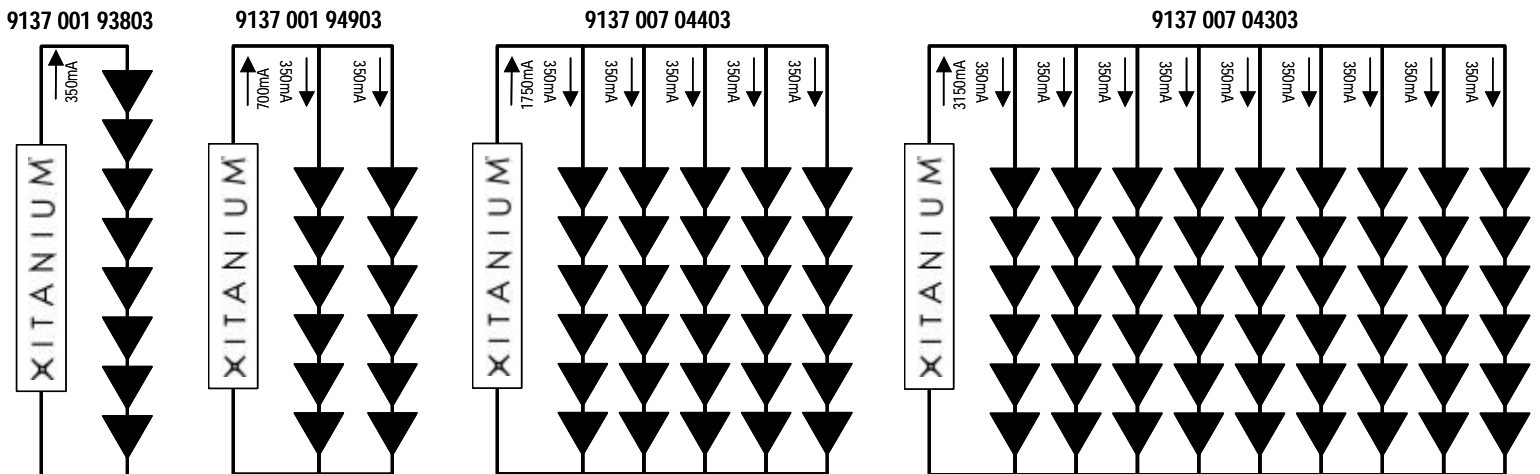 9137 001 93803
350mA
XITANIUM
9137 001 94903
700mA
350mA
350mA
XITANIUM
9137 007 04403
1750mA
350mA
350mA
350mA
350mA
350mA
XITANIUM
9137 007 04303
3150mA
350mA
350mA
350mA
350mA
350mA
350mA
350mA
350mA
350mA
XITANIUM